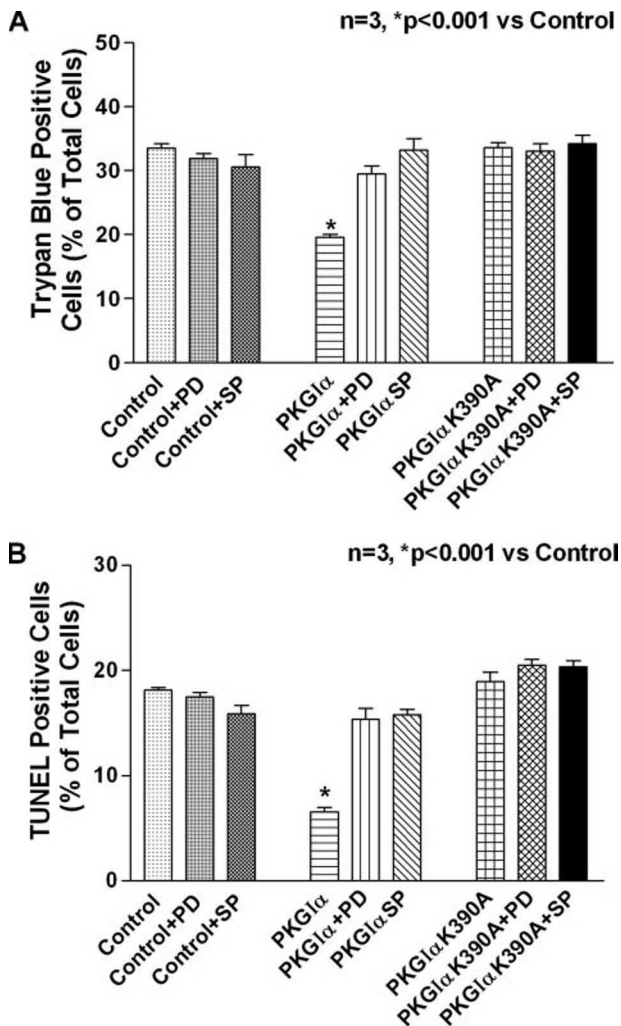 A
n=3, *p<0.001 vs Control
Trypan Blue Positive
Cells (% of Total Cells)
50
40
30
20
10
0
*
Control
Control+PD
Control+SP
PKGIα
PKGIα+PD
PKGIαSP
PKGIαK390A
PKGIαK390A+PD
PKGIαK390A+SP
B
n=3, *p<0.001 vs Control
TUNEL Positive Cells
(% of Total Cells)
30
20
10
0
*
Control
Control+PD
Control+SP
PKGIα
PKGIα+PD
PKGIαSP
PKGIαK390A
PKGIαK390A+PD
PKGIαK390A+SP